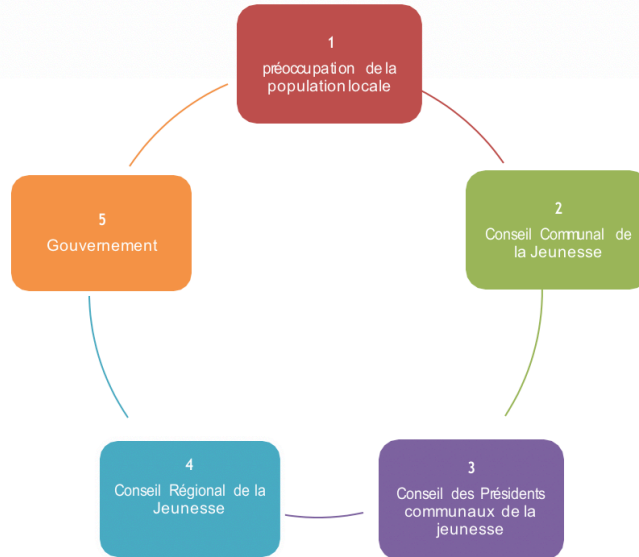 1
préoccupation de la
population locale
2
Conseil Communal de
la Jeunesse
3
Conseil des Présidents
communaux de la
jeunesse
4
Conseil Régional de la
Jeunesse
5
Gouvernement